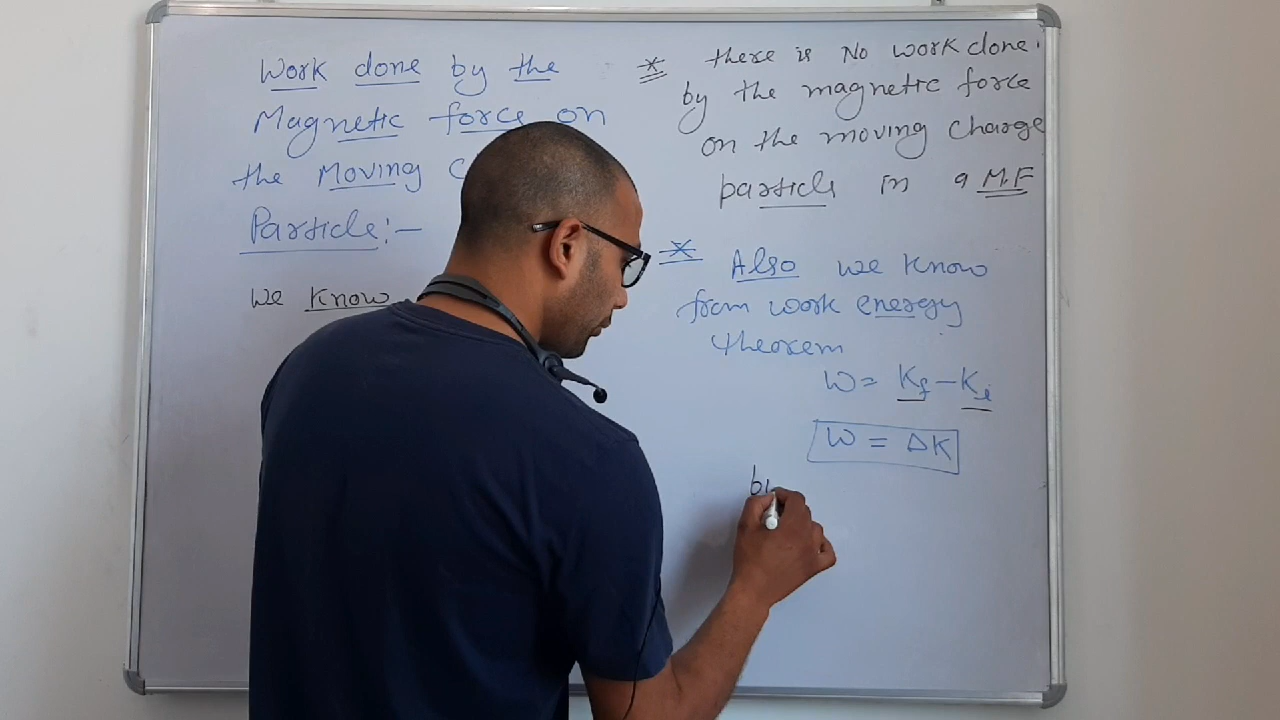 Work done by the
Magnetic force on
the Moving
Particle:-
we know
* there is No work done
by the magnetic force
on the moving charge
particle in a M.F
* Also we know
from work energy
theorem
W = Kf - Ki
W = ΔK